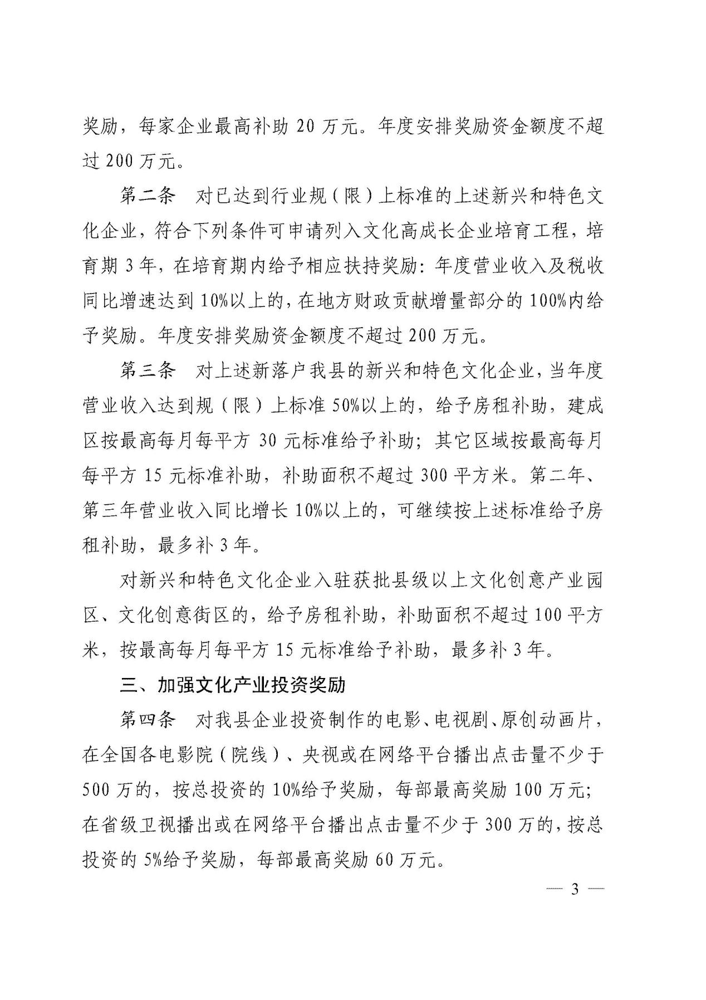 奖励，每家企业最高补助 20 万元。年度安排奖励资金额度不超
过 200 万元。
第二条　对已达到行业规（限）上标准的上述新兴和特色文
化企业，符合下列条件可申请列入文化高成长企业培育工程，培
育期 3 年，在培育期内给予相应扶持奖励：年度营业收入及税收
同比增速达到 10%以上的，在地方财政贡献增量部分的 100%内给
予奖励。年度安排奖励资金额度不超过 200 万元。
第三条　对上述新落户我县的新兴和特色文化企业，当年度
营业收入达到规（限）上标准 50%以上的，给予房租补助，建成
区按最高每月每平方 30 元标准给予补助；其它区域按最高每月
每平方 15 元标准补助，补助面积不超过 300 平方米。第二年、
第三年营业收入同比增长 10%以上的，可继续按上述标准给予房
租补助，最多补 3 年。
对新兴和特色文化企业入驻获批县级以上文化创意产业园
区、文化创意街区的，给予房租补助，补助面积不超过 100 平方
米，按最高每月每平方 15 元标准给予补助，最多补 3 年。
三、加强文化产业投资奖励
第四条　对我县企业投资制作的电影、电视剧、原创动画片，
在全国各电影院（院线）、央视或在网络平台播出点击量不少于
500 万的，按总投资的 10%给予奖励，每部最高奖励 100 万元；
在省级卫视播出或在网络平台播出点击量不少于 300 万的，按总
投资的 5%给予奖励，每部最高奖励 60 万元。
— 3 —